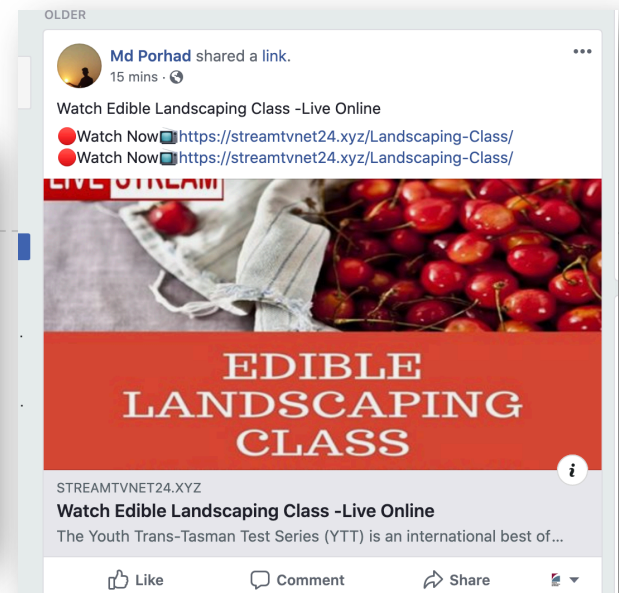 OLDER
Md Porhad shared a link.
15 mins ·
Watch Edible Landscaping Class -Live Online
🔴Watch Now📺https://streamtvnet24.xyz/Landscaping-Class/
🔴Watch Now📺https://streamtvnet24.xyz/Landscaping-Class/
LIVE STREAM
EDIBLE
LANDSCAPING
CLASS
STREAMTVNET24.XYZ
Watch Edible Landscaping Class -Live Online
The Youth Trans-Tasman Test Series (YTT) is an international best of...
Like Comment Share